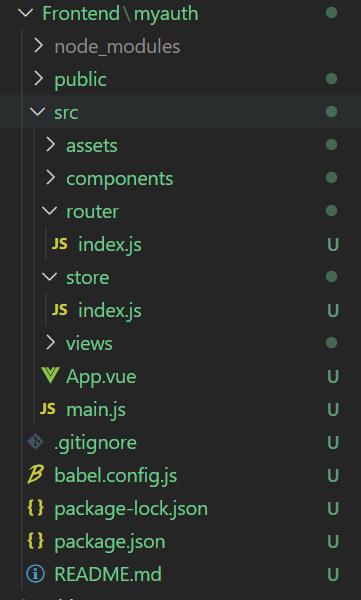 Frontend\myauth
node_modules
public
src
assets
components
router
JS index.js U
store
JS index.js U
views
App.vue U
JS main.js U
.gitignore U
B babel.config.js U
{} package-lock.json U
{} package.json U
README.md U